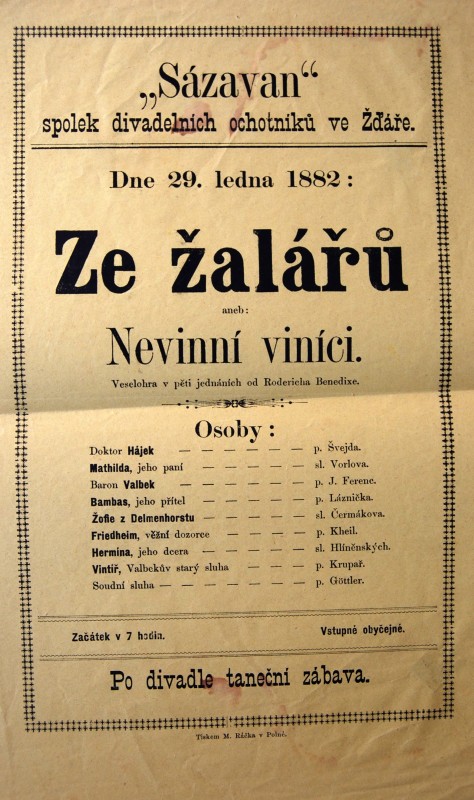 „Sázavan“
spolek divadelních ochotníků ve Žďáře.
Dne 29. ledna 1882:
Ze žalářů
aneb:
Nevinní viníci.
Veselohra v pěti jednáních od Rodericha Benedixe.
Osoby:
Doktor Hájek — — — — — — p. Švejda.
Mathilda, jeho paní — — — — — sl. Vorlova.
Baron Valbek — — — — — — p. J. Ferenc.
Bambas, jeho přítel — — — — — p. Láznička.
Žofie z Delmenhorstu — — — — — sl. Čermákova.
Friedheim, věžní dozorce — — — — p. Kheil.
Hermina, jeho dcera — — — — — sl. Hlíněnských.
Vintíř, Valbekův starý sluha — — — — p. Krupař.
Soudní sluha — — — — — — — p. Göttler.
Začátek v 7 hodin. Vstupné obyčejné.
Po divadle taneční zábava.
Tiskem M. Růžka v Polné.